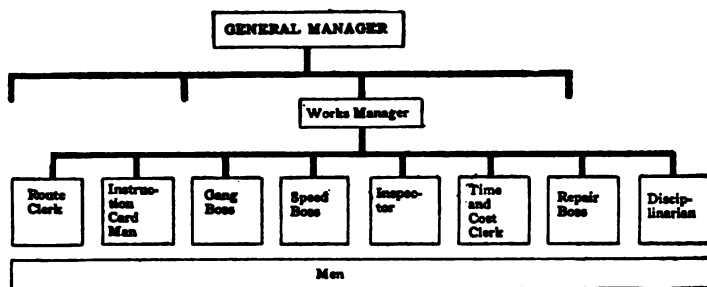 GENERAL MANAGER
Works Manager
Route
Clerk
Instruc-
tion
Card
Man
Gang
Boss
Speed
Boss
Inspec-
tor
Time
and
Cost
Clerk
Repair
Boss
Discip-
linarian
Men